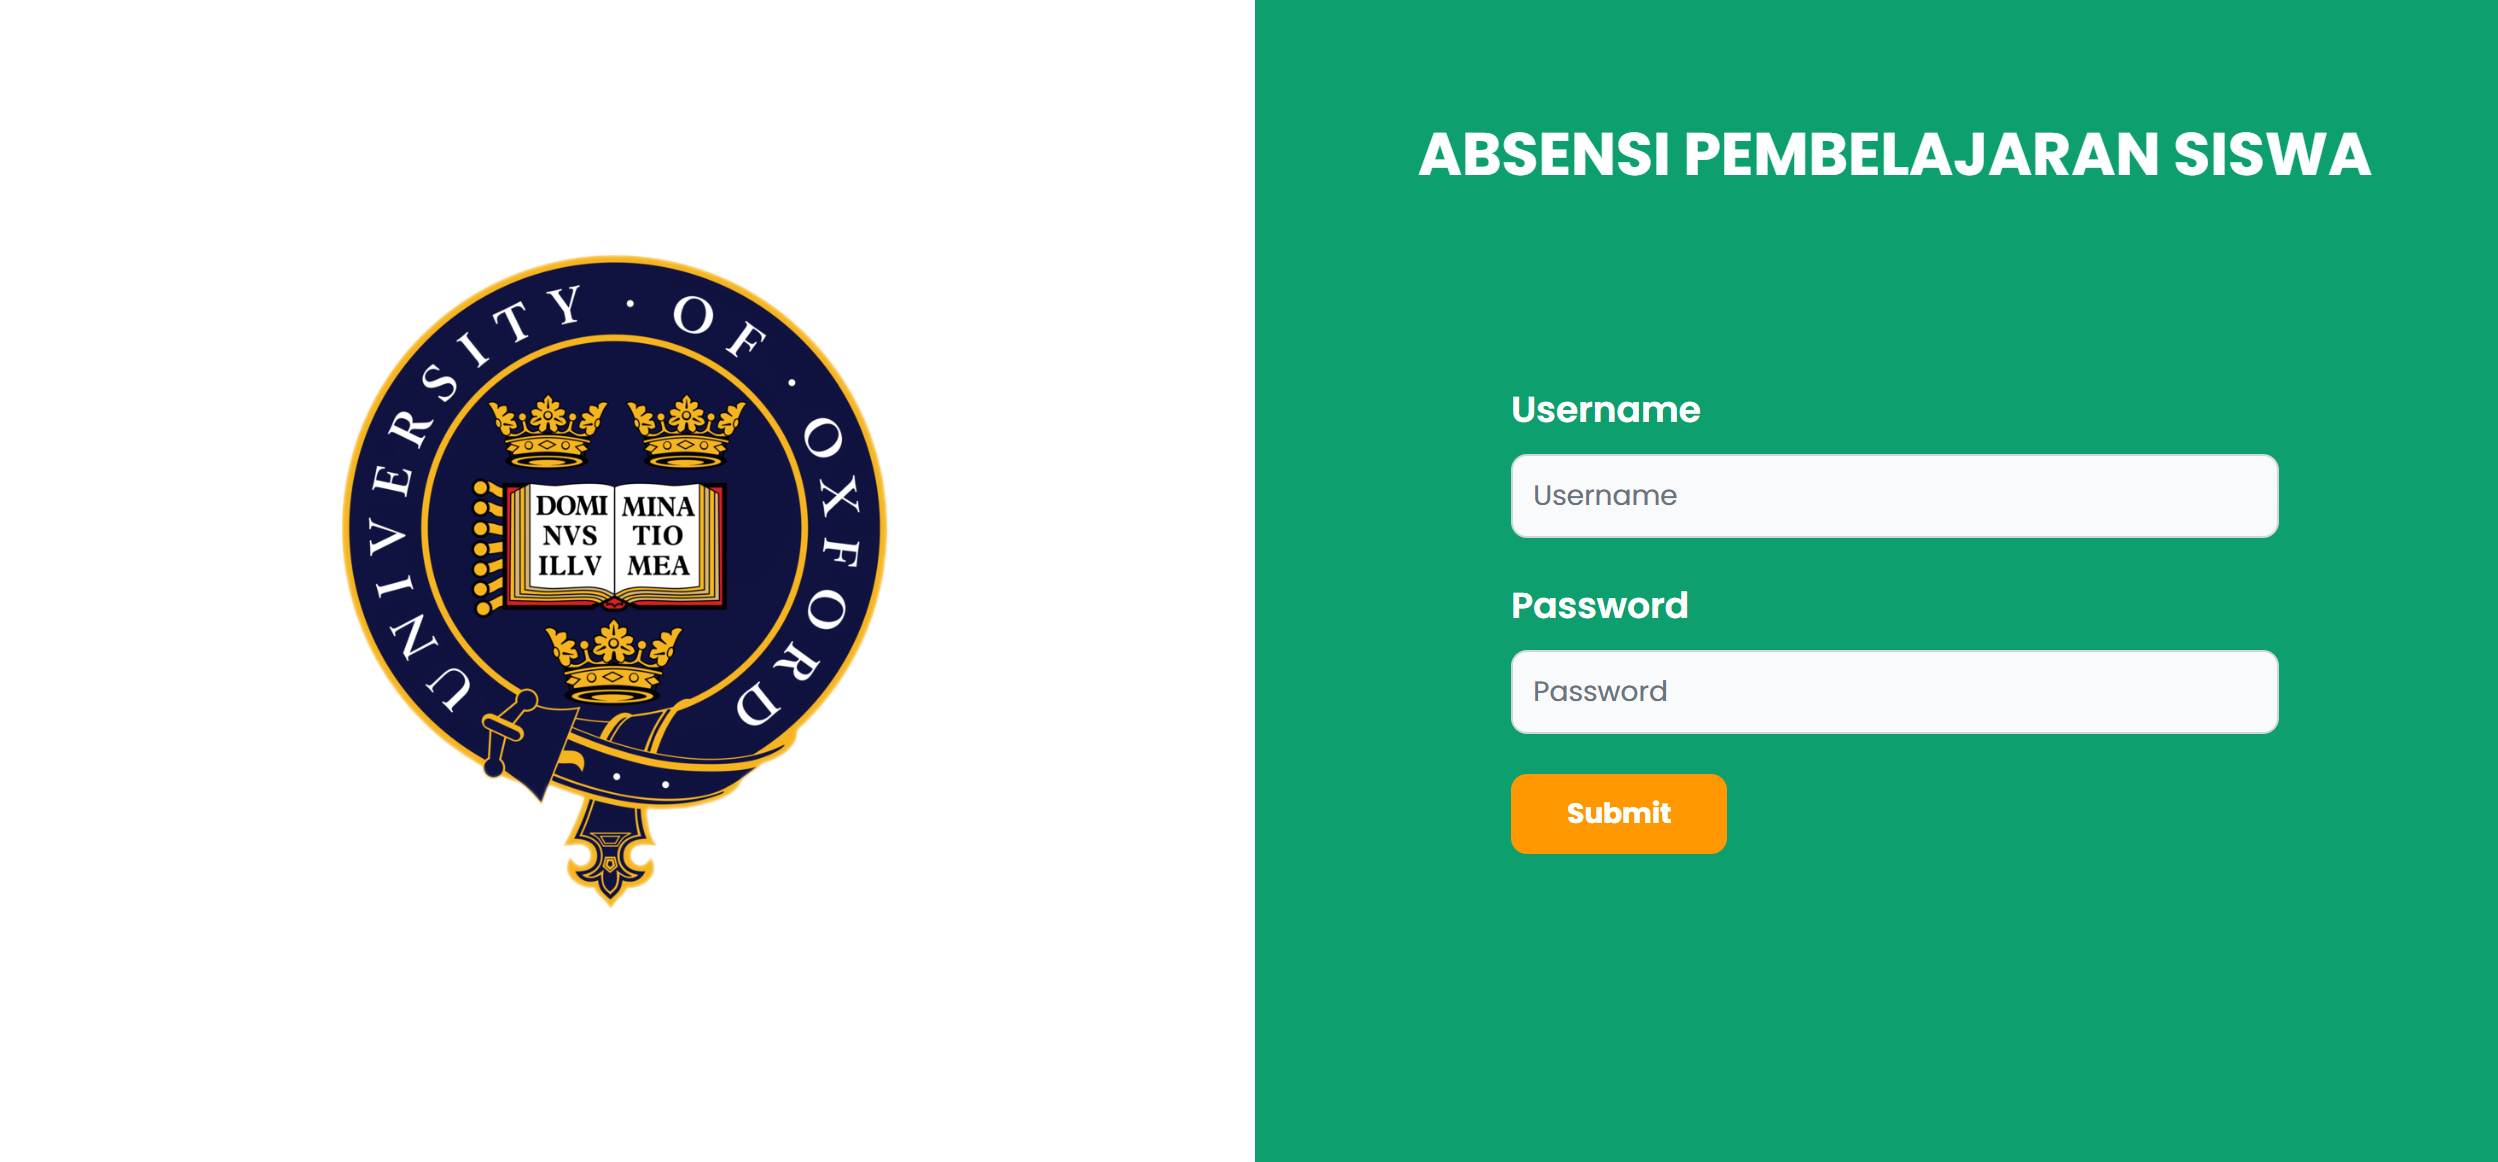 UNIVERSITY · OF · OXFORD
DOMI
NVS
ILLV
MINA
TIO
MEA
ABSENSI PEMBELAJARAN SISWA
Username
Username
Password
Password
Submit